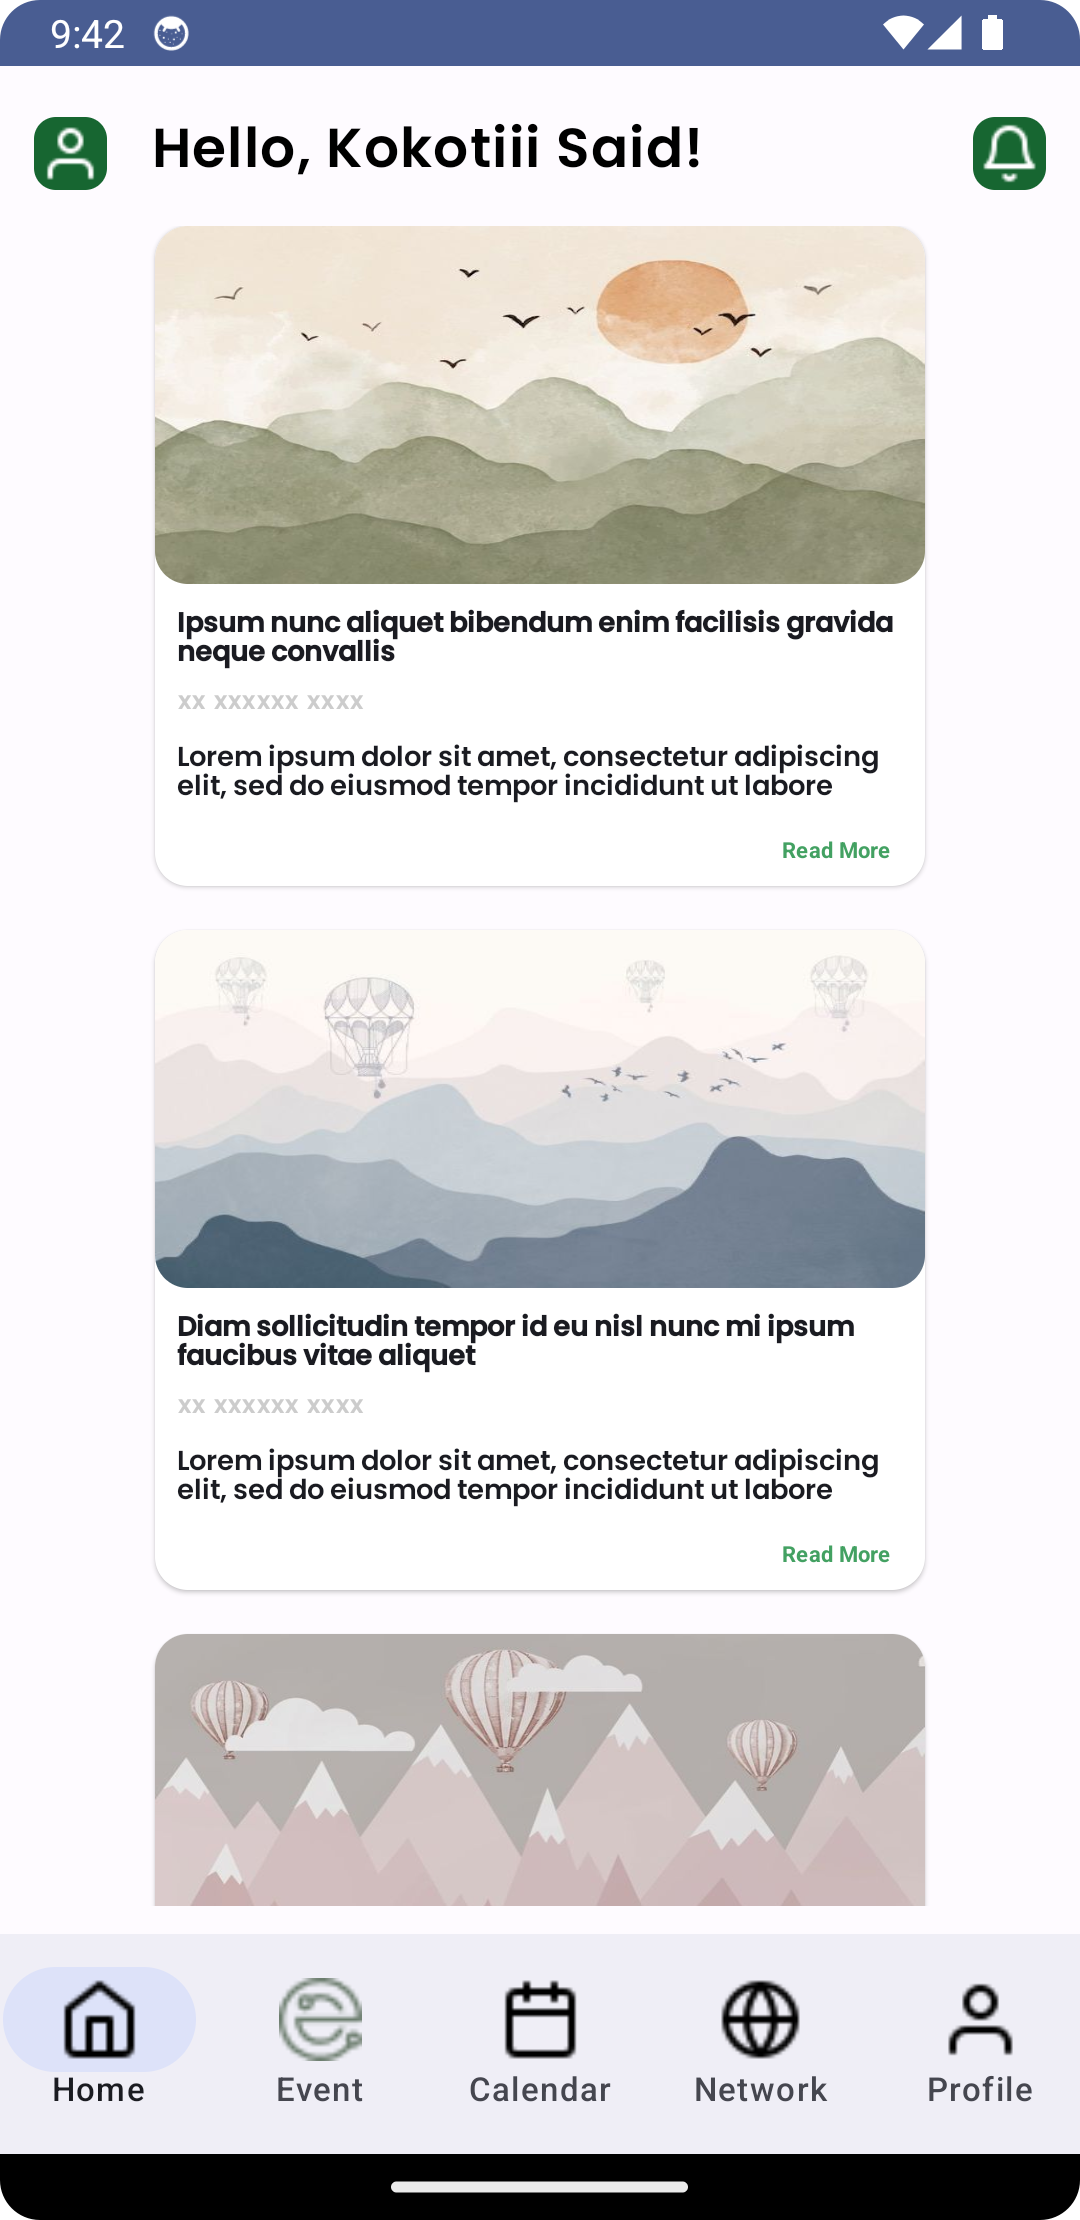 9:42
Hello, Kokotiii Said!
Ipsum nunc aliquet bibendum enim facilisis gravida
neque convallis
xx xxxxxx xxxx
Lorem ipsum dolor sit amet, consectetur adipiscing
elit, sed do eiusmod tempor incididunt ut labore
Read More
Diam sollicitudin tempor id eu nisl nunc mi ipsum
faucibus vitae aliquet
xx xxxxxx xxxx
Lorem ipsum dolor sit amet, consectetur adipiscing
elit, sed do eiusmod tempor incididunt ut labore
Read More
Home Event Calendar Network Profile